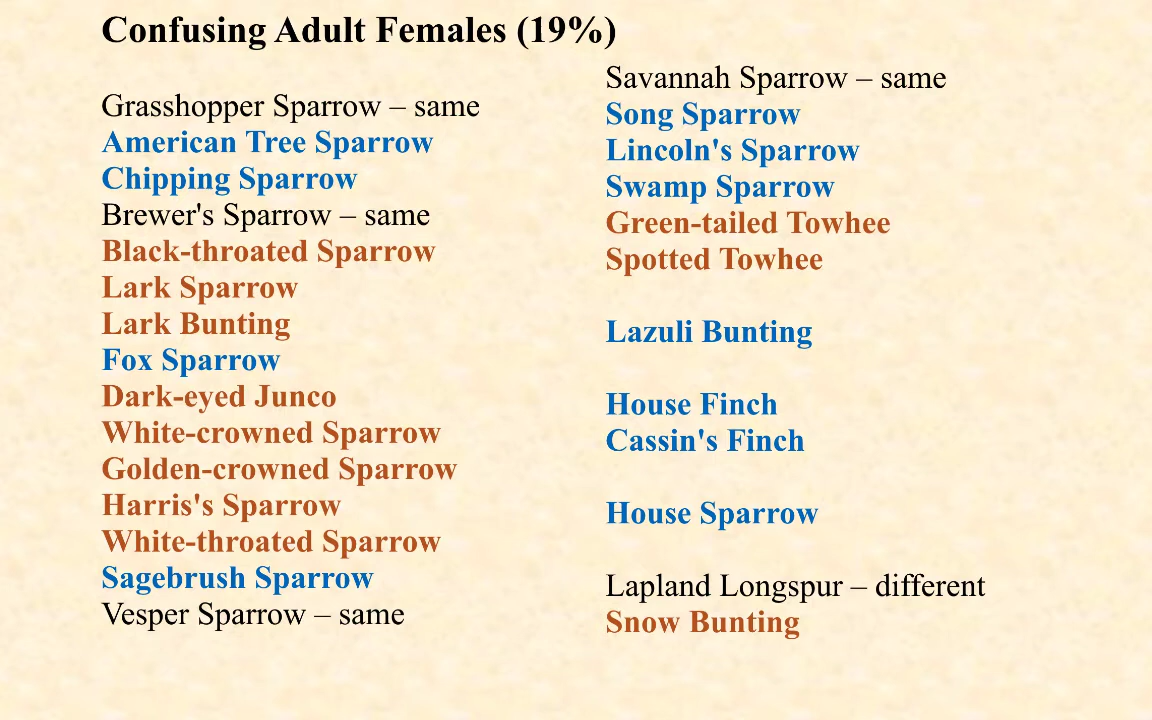 Confusing Adult Females (19%)
Grasshopper Sparrow – same
American Tree Sparrow
Chipping Sparrow
Brewer's Sparrow – same
Black-throated Sparrow
Lark Sparrow
Lark Bunting
Fox Sparrow
Dark-eyed Junco
White-crowned Sparrow
Golden-crowned Sparrow
Harris's Sparrow
White-throated Sparrow
Sagebrush Sparrow
Vesper Sparrow – same
Savannah Sparrow – same
Song Sparrow
Lincoln's Sparrow
Swamp Sparrow
Green-tailed Towhee
Spotted Towhee
Lazuli Bunting
House Finch
Cassin's Finch
House Sparrow
Lapland Longspur – different
Snow Bunting